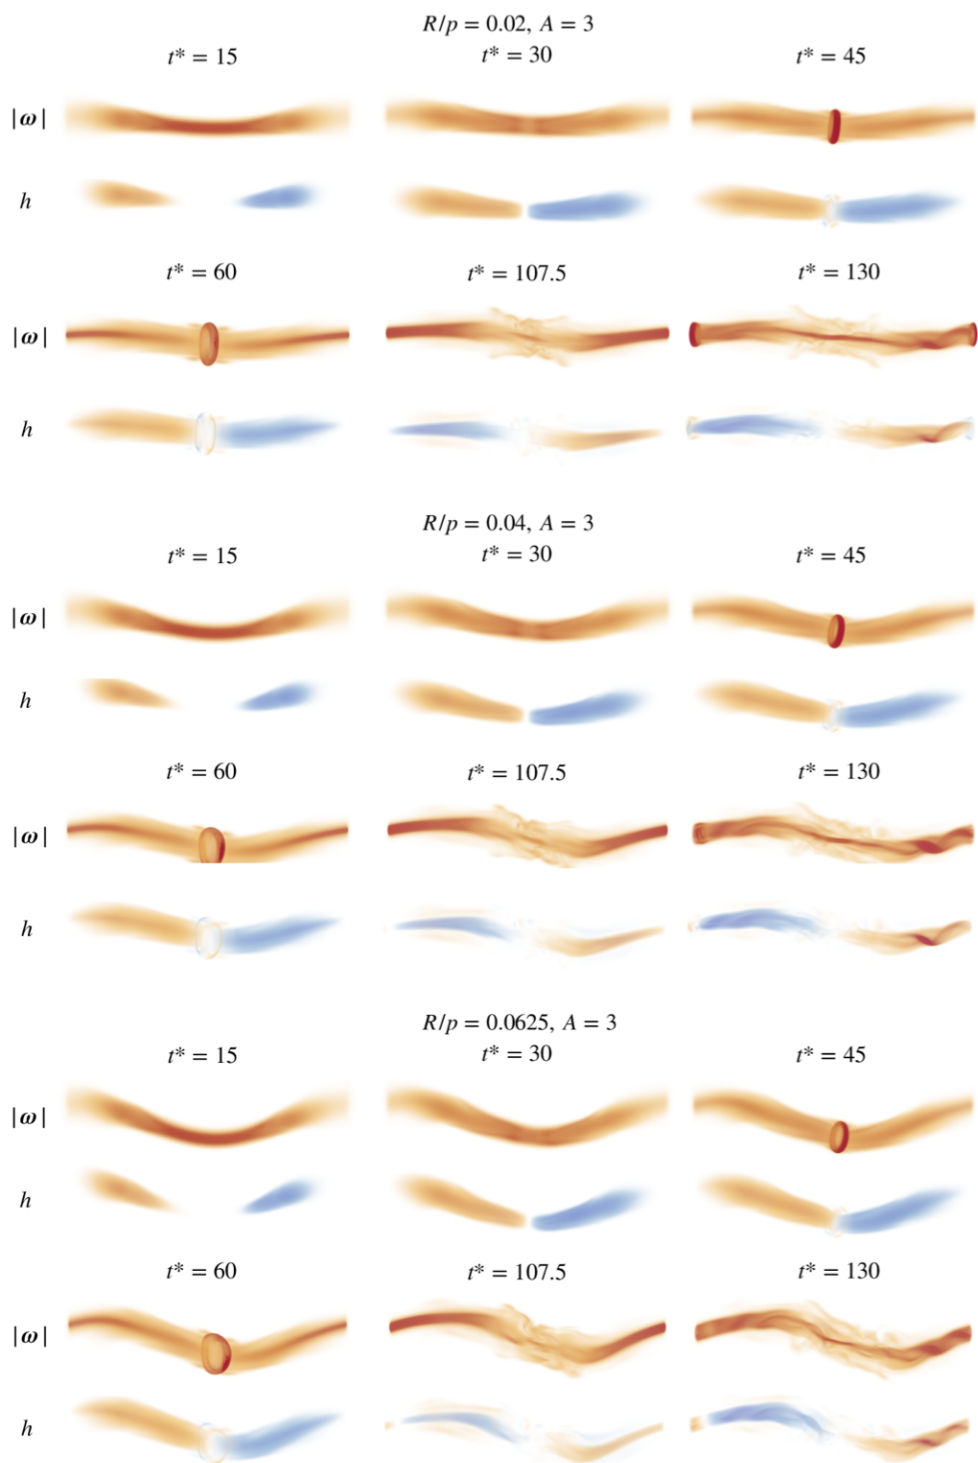 R/p = 0.02, A = 3
t* = 15 t* = 30 t* = 45
|ω|
h
t* = 60 t* = 107.5 t* = 130
|ω|
h
R/p = 0.04, A = 3
t* = 15 t* = 30 t* = 45
|ω|
h
t* = 60 t* = 107.5 t* = 130
|ω|
h
R/p = 0.0625, A = 3
t* = 15 t* = 30 t* = 45
|ω|
h
t* = 60 t* = 107.5 t* = 130
|ω|
h